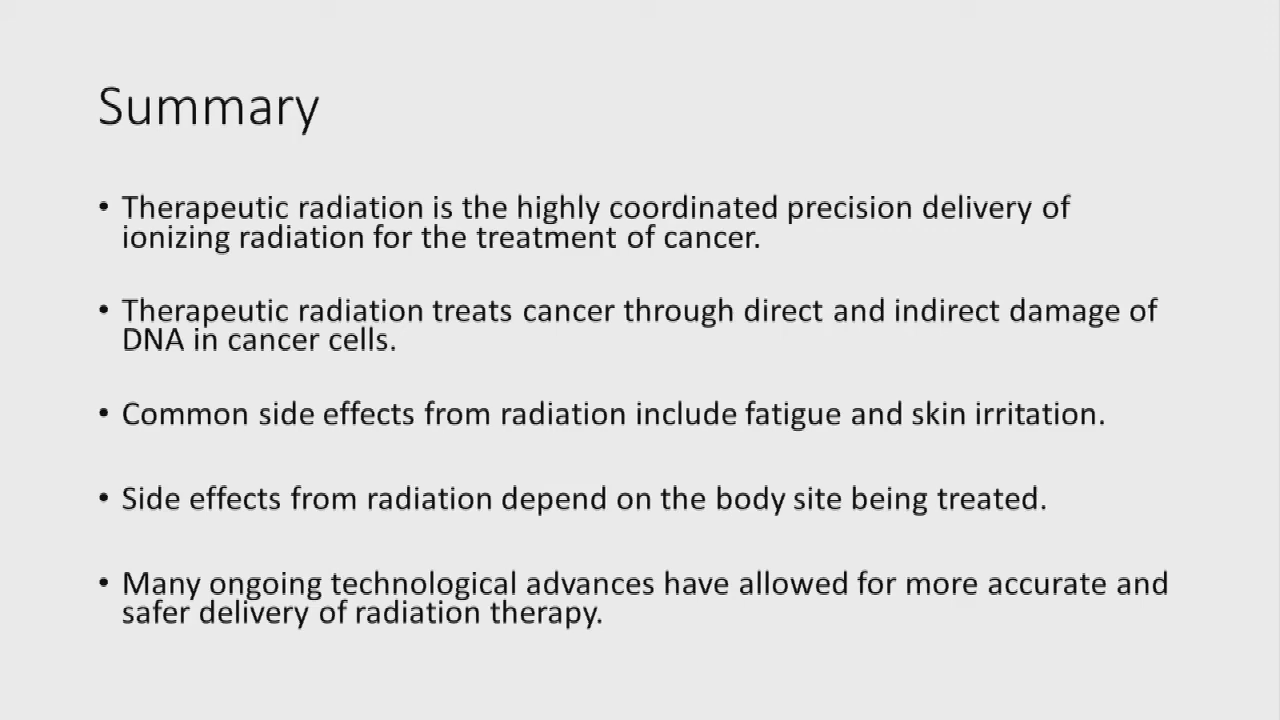 Summary
• Therapeutic radiation is the highly coordinated precision delivery of
ionizing radiation for the treatment of cancer.
• Therapeutic radiation treats cancer through direct and indirect damage of
DNA in cancer cells.
• Common side effects from radiation include fatigue and skin irritation.
• Side effects from radiation depend on the body site being treated.
• Many ongoing technological advances have allowed for more accurate and
safer delivery of radiation therapy.